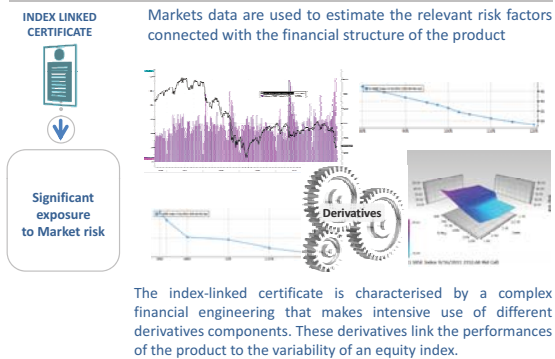 INDEX LINKED
CERTIFICATE
Markets data are used to estimate the relevant risk factors
connected with the financial structure of the product
Significant
exposure
to Market risk
Derivatives
The index-linked certificate is characterised by a complex
financial engineering that makes intensive use of different
derivatives components. These derivatives link the performances
of the product to the variability of an equity index.